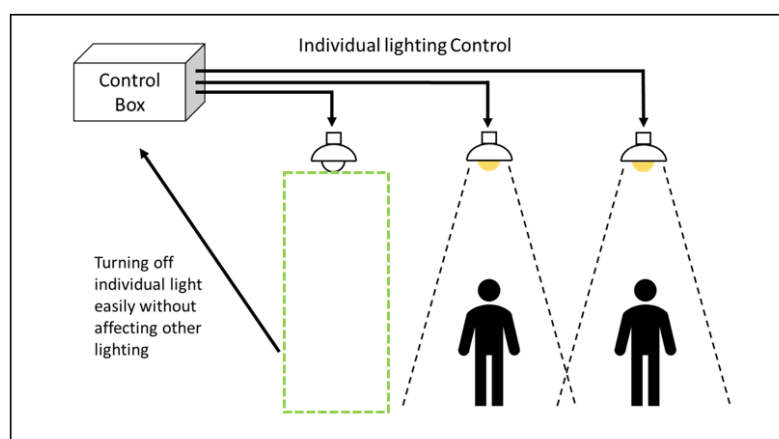 Individual lighting Control
Control
Box
Turning off
individual light
easily without
affecting other
lighting